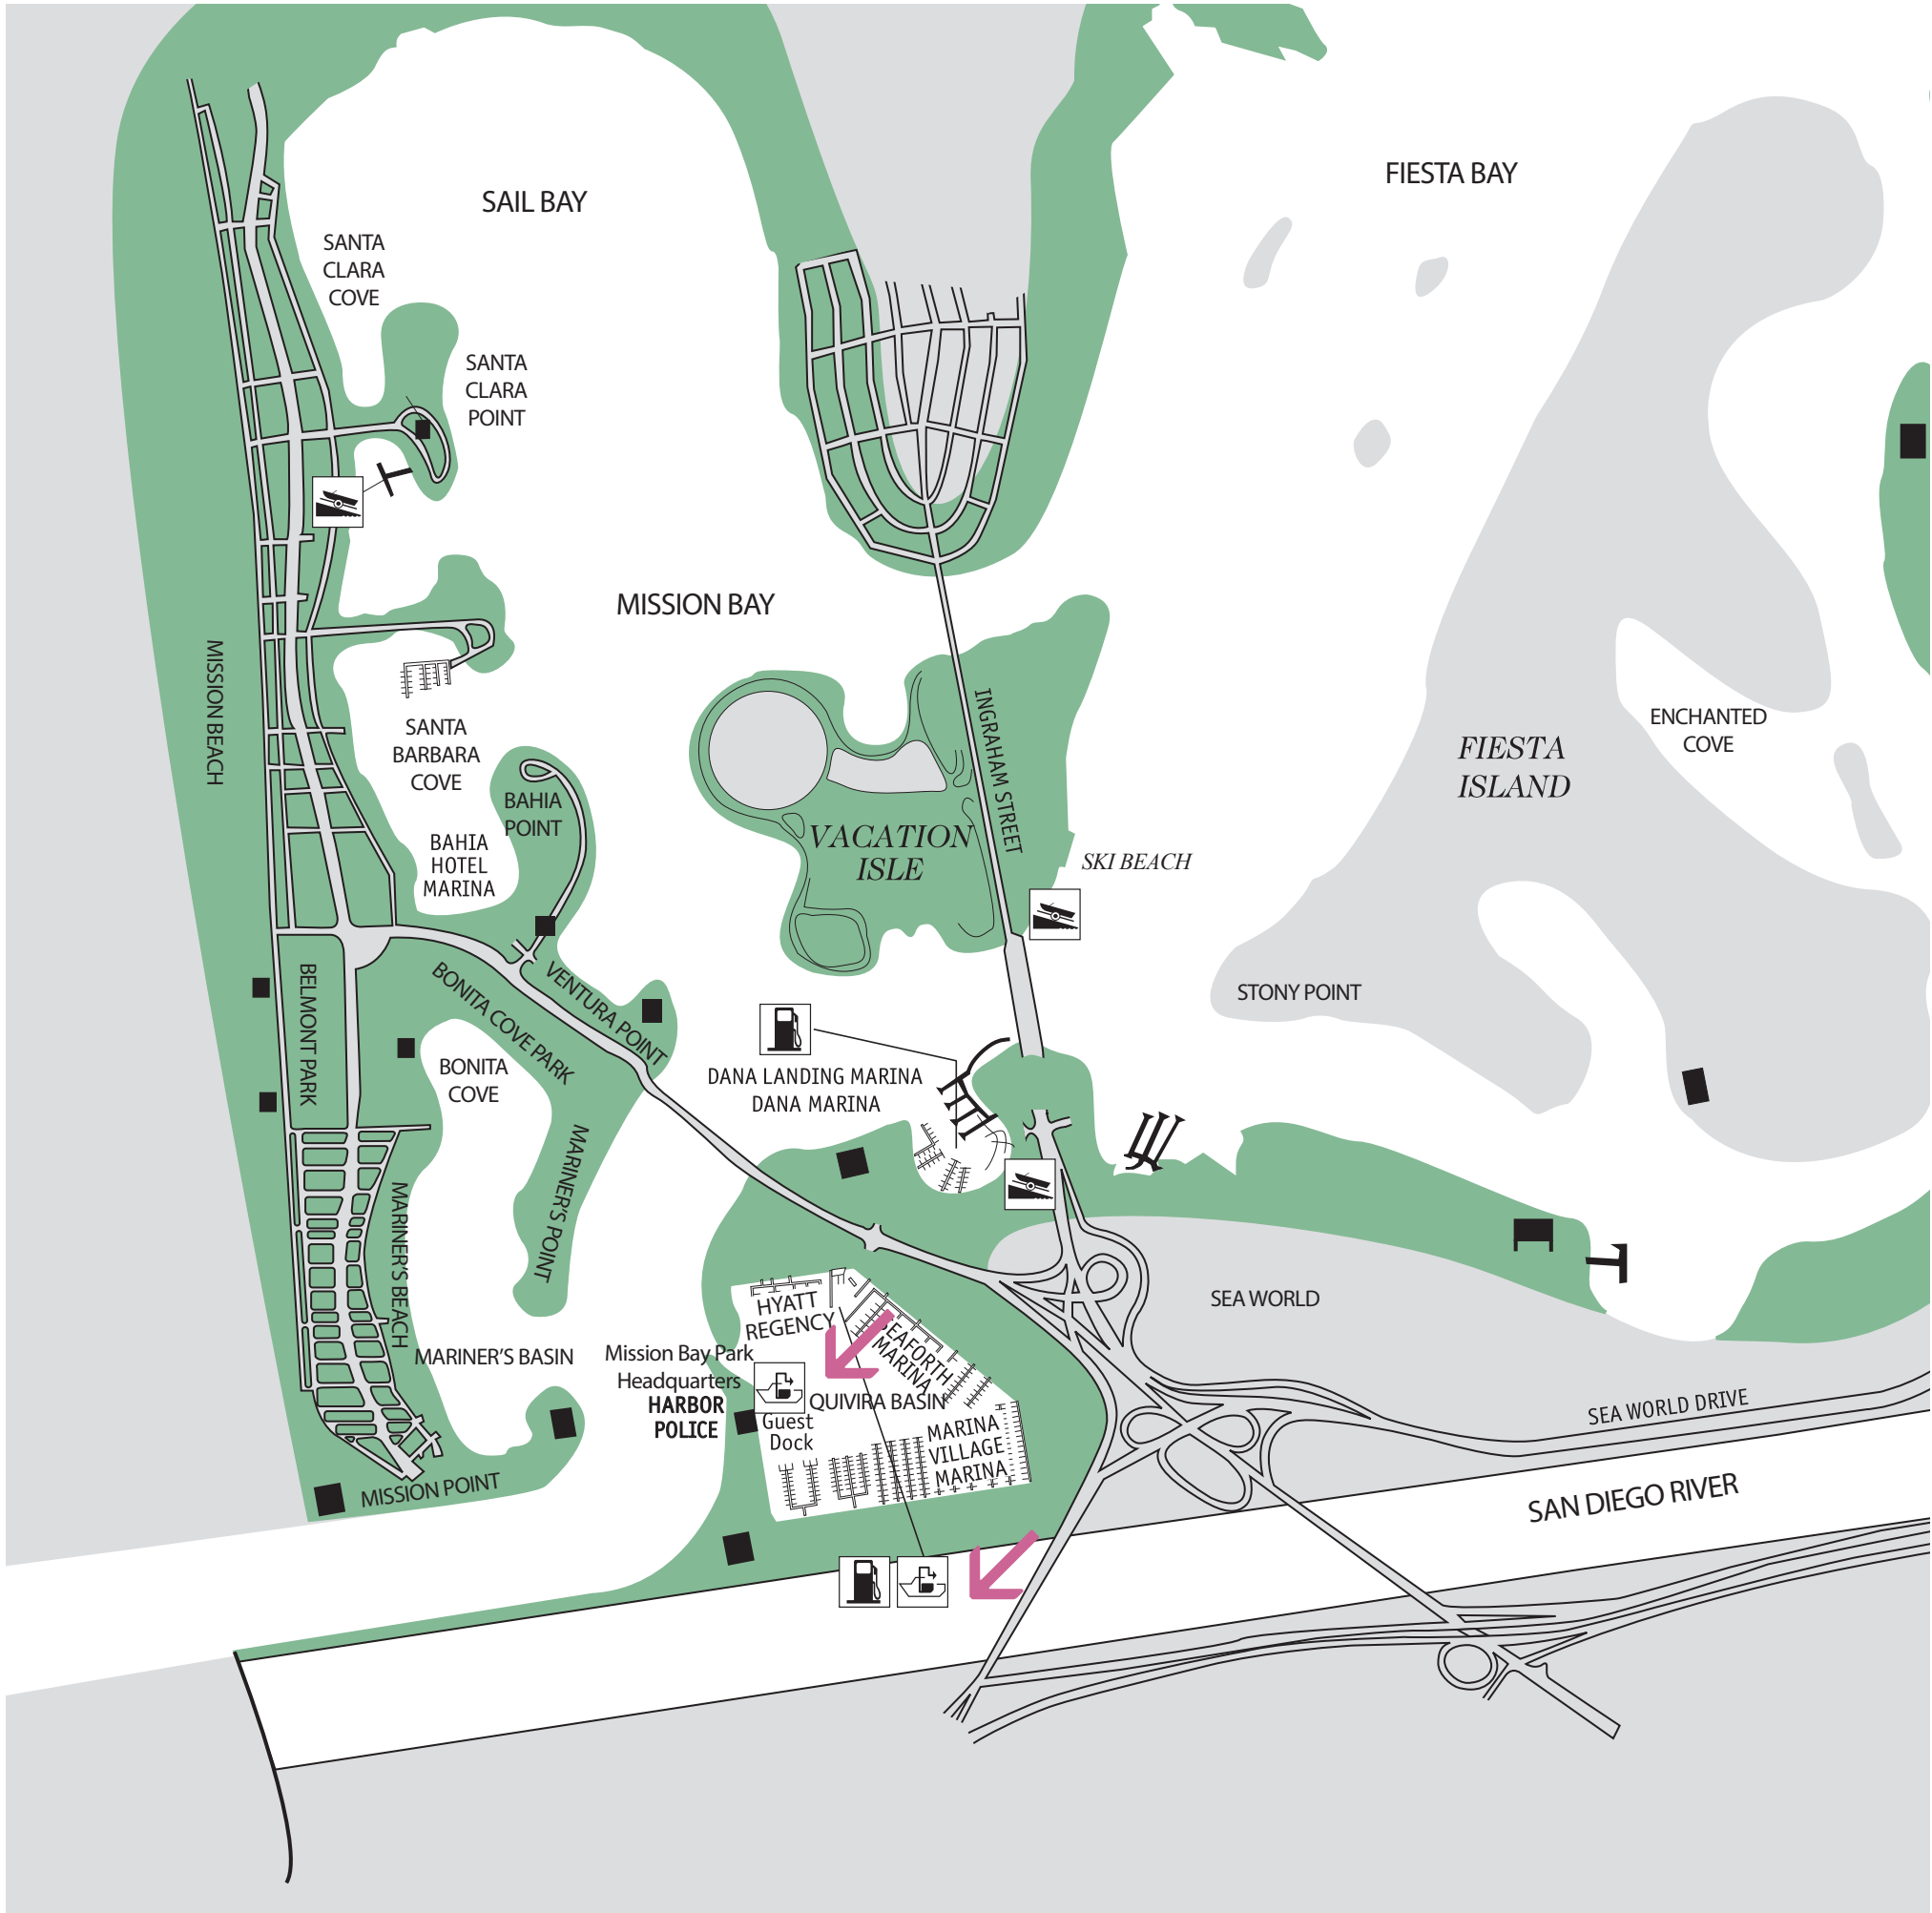 FIESTA BAY
SAIL BAY
SANTA
CLARA
COVE
SANTA
CLARA
POINT
MISSION BAY
MISSION BEACH
INGRAHAM STREET
SANTA
BARBARA
COVE
ENCHANTED
COVE
FIESTA
ISLAND
BAHIA
POINT
BAHIA
HOTEL
MARINA
VACATION
ISLE
SKI BEACH
BELMONT PARK
BONITA COVE PARK
VENTURA POINT
STONY POINT
BONITA
COVE
DANA LANDING MARINA
DANA MARINA
MARINER'S POINT
MARINER'S BEACH
HYATT
REGENCY
SEA WORLD
SEAFORTH
MARINA
MARINER'S BASIN
Mission Bay Park
Headquarters
HARBOR
POLICE
QUIVIRA BASIN
Guest
Dock
MARINA
VILLAGE
MARINA
SEA WORLD DRIVE
MISSION POINT
SAN DIEGO RIVER